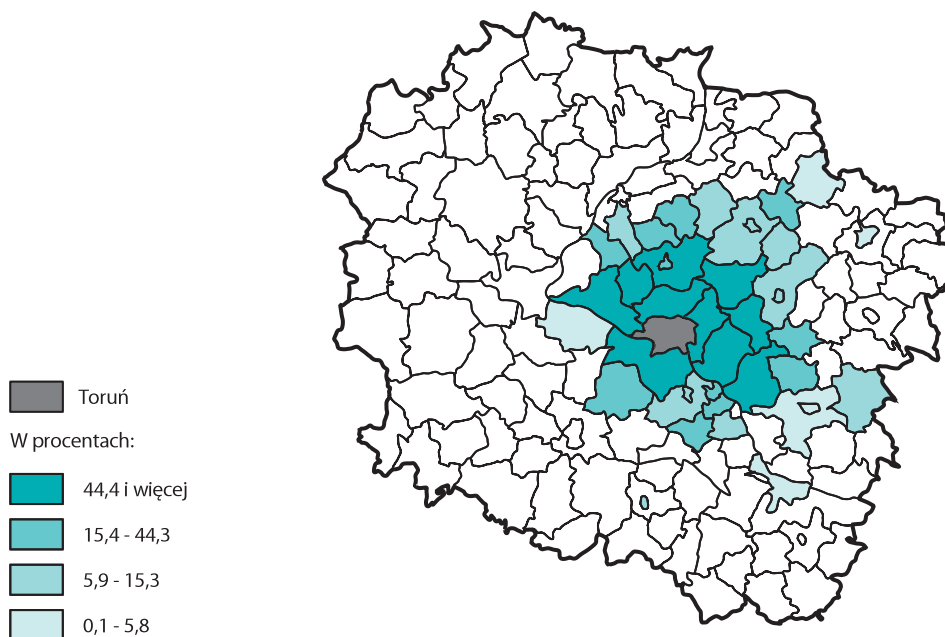 Toruń
W procentach:
44,4 i więcej
15,4 - 44,3
5,9 - 15,3
0,1 - 5,8